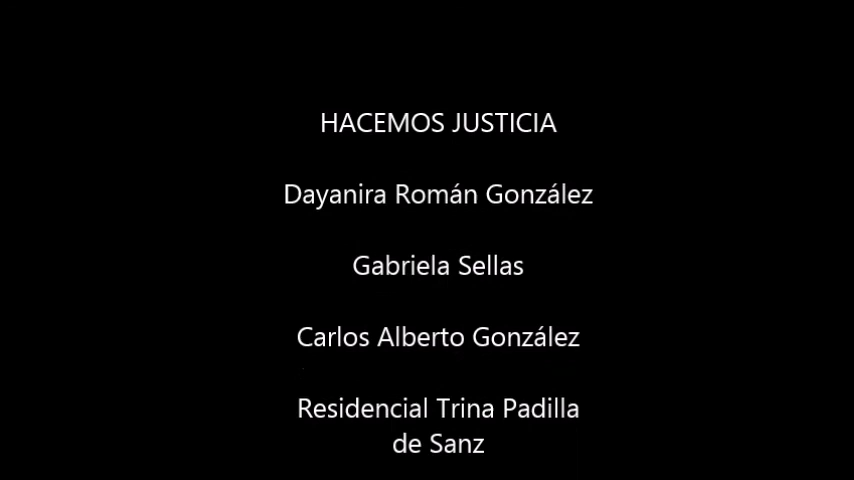 HACEMOS JUSTICIA
Dayanira Román González
Gabriela Sellas
Carlos Alberto González
Residencial Trina Padilla
de Sanz